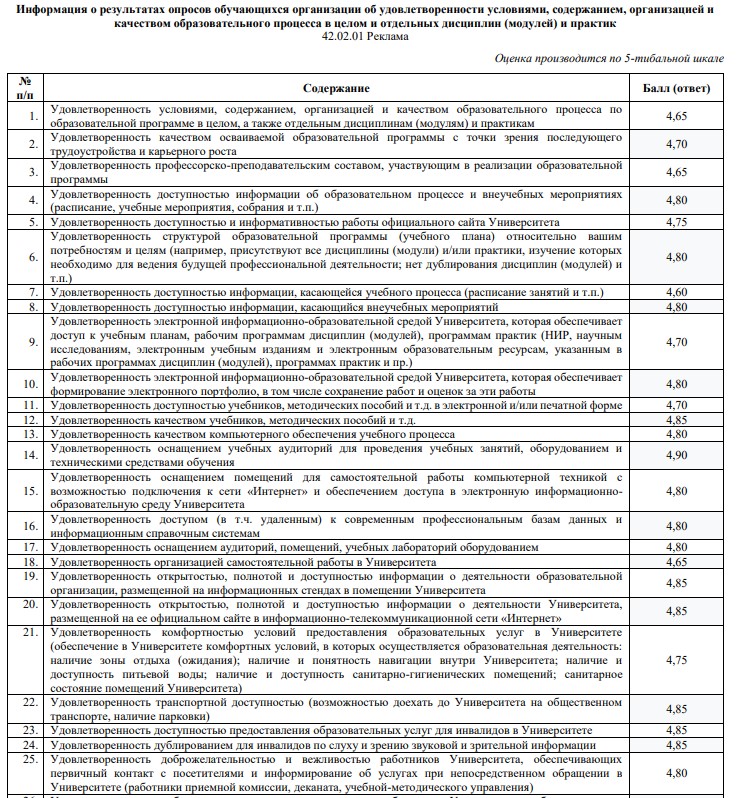 Информация о результатах опросов обучающихся организации об удовлетворенности условиями, содержанием, организацией и
качеством образовательного процесса в целом и отдельных дисциплин (модулей) и практик
42.02.01 Реклама
Оценка производится по 5-тибальной шкале
№
п/п
Содержание
Балл (ответ)
1. Удовлетворенность условиями, содержанием, организацией и качеством образовательного процесса по
образовательной программе в целом, а также отдельным дисциплинам (модулям) и практикам
4,65
2. Удовлетворенность качеством осваиваемой образовательной программы с точки зрения последующего
трудоустройства и карьерного роста
4,70
3. Удовлетворенность профессорско-преподавательским составом, участвующим в реализации образовательной
программы
4,65
4. Удовлетворенность доступностью информации об образовательном процессе и внеучебных мероприятиях
(расписание, учебные мероприятия, собрания и т.п.)
4,80
5. Удовлетворенность доступностью и информативностью работы официального сайта Университета 4,75
6. Удовлетворенность структурой образовательной программы (учебного плана) относительно вашим
потребностям и целям (например, присутствуют все дисциплины (модули) и/или практики, изучение которых
необходимо для ведения будущей профессиональной деятельности; нет дублирования дисциплин (модулей) и
т.п.)
4,80
7. Удовлетворенность доступностью информации, касающейся учебного процесса (расписание занятий и т.п.) 4,60
8. Удовлетворенность доступностью информации, касающийся внеучебных мероприятий 4,80
9. Удовлетворенность электронной информационно-образовательной средой Университета, которая обеспечивает
доступ к учебным планам, рабочим программам дисциплин (модулей), программам практик (НИР, научным
исследованиям, электронным учебным изданиям и электронным образовательным ресурсам, указанным в
рабочих программах дисциплин (модулей), программах практик и пр.)
4,70
10. Удовлетворенность электронной информационно-образовательной средой Университета, которая обеспечивает
формирование электронного портфолио, в том числе сохранение работ и оценок за эти работы
4,80
11. Удовлетворенность доступностью учебников, методических пособий и т.д. в электронной и/или печатной форме 4,70
12. Удовлетворенность качеством учебников, методических пособий и т.д. 4,85
13. Удовлетворенность качеством компьютерного обеспечения учебного процесса 4,80
14. Удовлетворенность оснащением учебных аудиторий для проведения учебных занятий, оборудованием и
техническими средствами обучения
4,90
15. Удовлетворенность оснащением помещений для самостоятельной работы компьютерной техникой с
возможностью подключения к сети «Интернет» и обеспечением доступа в электронную информационно-
образовательную среду Университета
4,80
16. Удовлетворенность доступом (в т.ч. удаленным) к современным профессиональным базам данных и
информационным справочным системам
4,80
17. Удовлетворенность оснащением аудиторий, помещений, учебных лабораторий оборудованием 4,80
18. Удовлетворенность организацией самостоятельной работы в Университета 4,65
19. Удовлетворенность открытостью, полнотой и доступностью информации о деятельности образовательной
организации, размещенной на информационных стендах в помещении Университета
4,85
20. Удовлетворенность открытостью, полнотой и доступностью информации о деятельности Университета,
размещенной на ее официальном сайте в информационно-телекоммуникационной сети «Интернет»
4,85
21. Удовлетворенность комфортностью условий предоставления образовательных услуг в Университете
(обеспечение в Университете комфортных условий, в которых осуществляется образовательная деятельность:
наличие зоны отдыха (ожидания); наличие и понятность навигации внутри Университета; наличие и
доступность питьевой воды; наличие и доступность санитарно-гигиенических помещений; санитарное
состояние помещений Университета)
4,75
22. Удовлетворенность транспортной доступностью (возможностью доехать до Университета на общественном
транспорте, наличие парковки)
4,85
23. Удовлетворенность доступностью предоставления образовательных услуг для инвалидов в Университете 4,85
24. Удовлетворенность дублированием для инвалидов по слуху и зрению звуковой и зрительной информации 4,85
25. Удовлетворенность доброжелательностью и вежливостью работников Университета, обеспечивающих
первичный контакт с посетителями и информирование об услугах при непосредственном обращении в
Университете (работники приемной комиссии, деканата, учебной-методического управления)
4,80